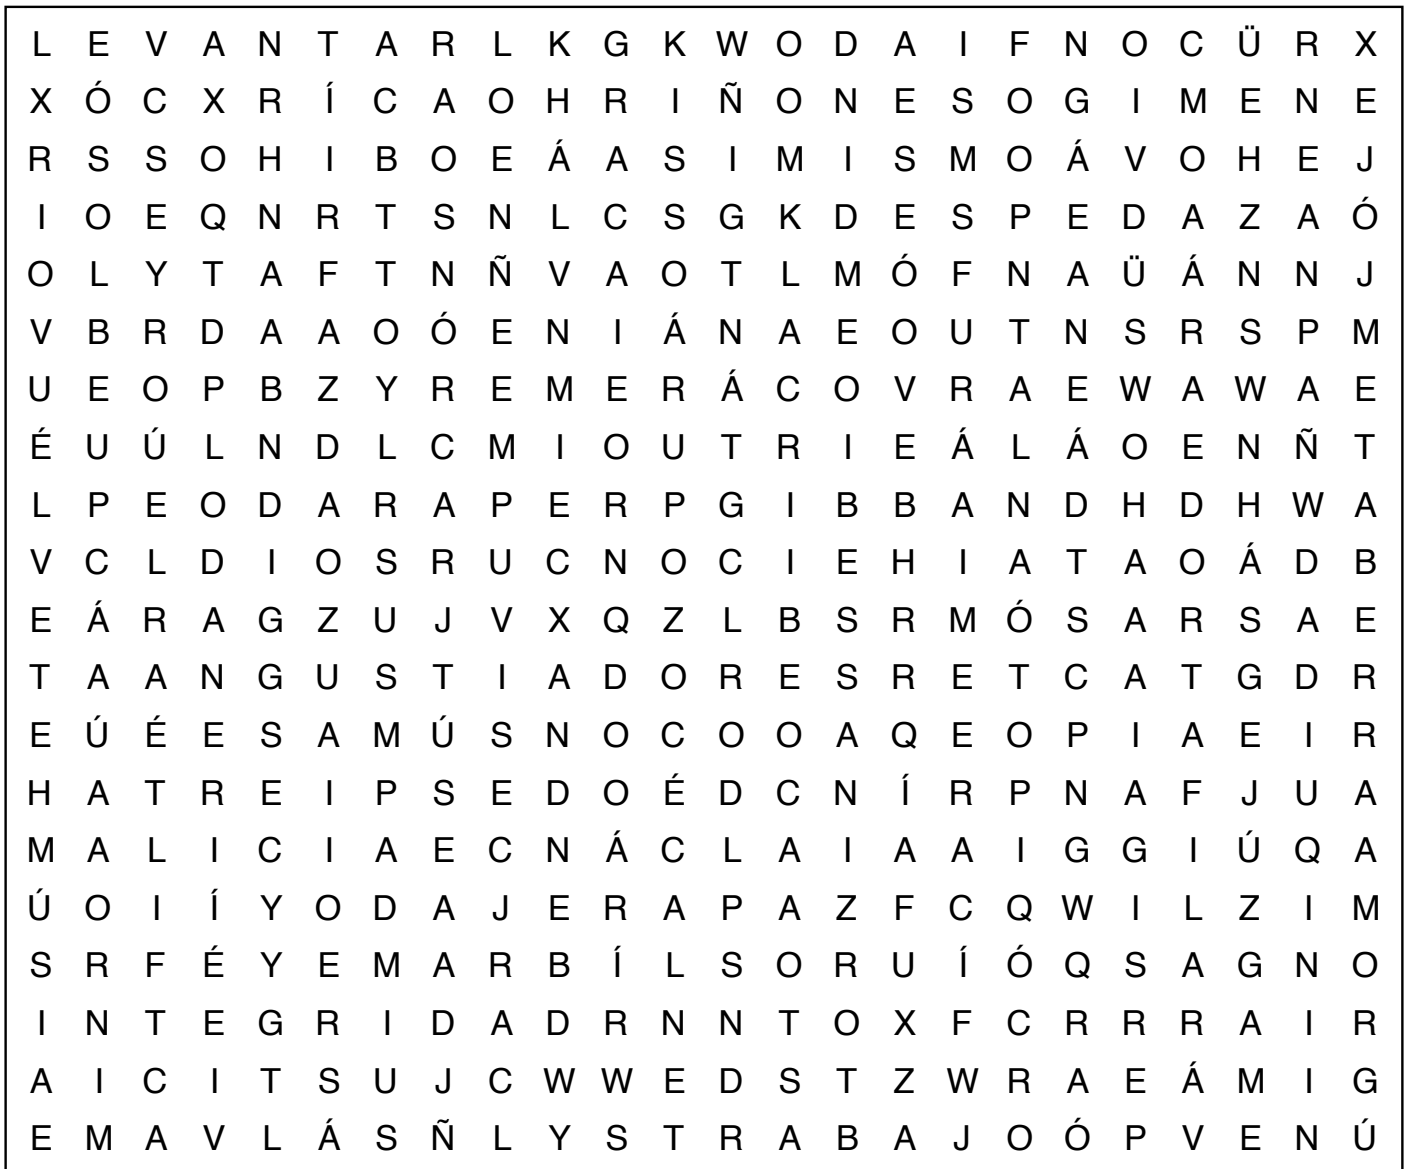 L E V A N T A R L K G K W O D A I F N O C Ü R X
X Ó C X R Í C A O H R I Ñ O N E S O G I M E N E
R S S O H I B O E Á A S I M I S M O Á V O H E J
I O E Q N R T S N L C S G K D E S P E D A Z A Ó
O L Y T A F T N Ñ V A O T L M Ó F N A Ü Á N N J
V B R D A A O Ó E N I Á N A E O U T N S R S P M
U E O P B Z Y R E M E R Á C O V R A E W A W A E
É U Ú L N D L C M I O U T R I E Á L Á O E N Ñ T
L P E O D A R A P E R P G I B B A N D H D H W A
V C L D I O S R U C N O C I E H I A T A O Á D B
E Á R A G Z U J V X Q Z L B S R M Ó S A R S A E
T A A N G U S T I A D O R E S R E T C A T G D R
E Ú É E S A M Ú S N O C O O A Q E O P I A E I R
H A T R E I P S E D O É D C N Í R P N A F J U A
M A L I C I A E C N Á C L A I A A I G G I Ú Q A
Ú O I Í Y O D A J E R A P A Z F C Q W I L Z I M
S R F É Y E M A R B Í L S O R U Í Ó Q S A G N O
I N T E G R I D A D R N N T O X F C R R R A I R
A I C I T S U J C W W E D S T Z W R A E Á M I G
E M A V L Á S Ñ L Y S T R A B A J O Ó P V E N Ú